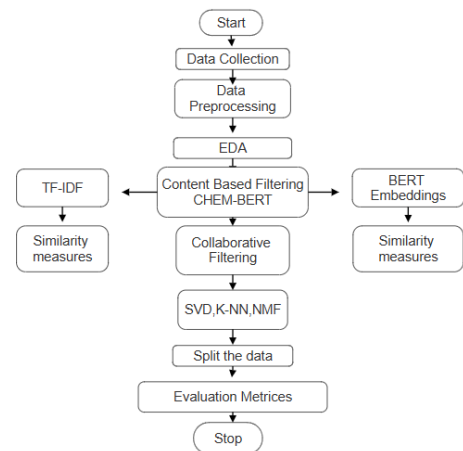 Start
Data Collection
Data
Preprocessing
EDA
TF-IDF
Content Based Filtering
CHEM-BERT
BERT
Embeddings
Similarity
measures
Collaborative
Filtering
Similarity
measures
SVD,K-NN,NMF
Split the data
Evaluation Metrices
Stop